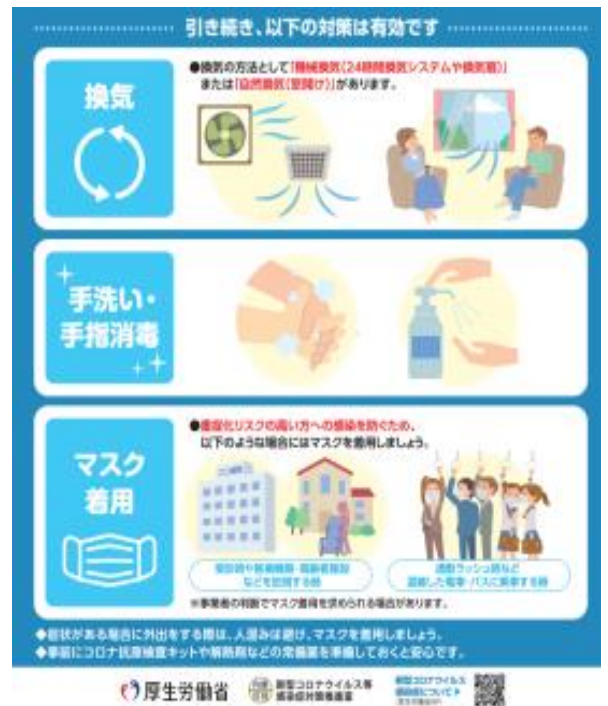 引き続き、以下の対策は有効です
換気
●換気の方法として「機械換気(24時間換気システムや換気扇)」
または「自然換気(窓開け)」があります。
手洗い・
手指消毒
マスク
着用
●重症化リスクの高い方への感染を防ぐため、
以下のような場合にはマスクを着用しましょう。
受診時や医療機関・高齢者施設
などを訪問する時
通勤ラッシュ時など
混雑した電車・バスに乗車する時
※事業者の判断でマスク着用を求められる場合があります。
◆症状がある場合に外出をする際は、人混みは避け、マスクを着用しましょう。
◆事前にコロナ抗原検査キットや解熱剤などの常備薬を準備しておくと安心です。
厚生労働省
新型コロナウイルス等
感染症対策推進室
新型コロナウイルス
感染症について